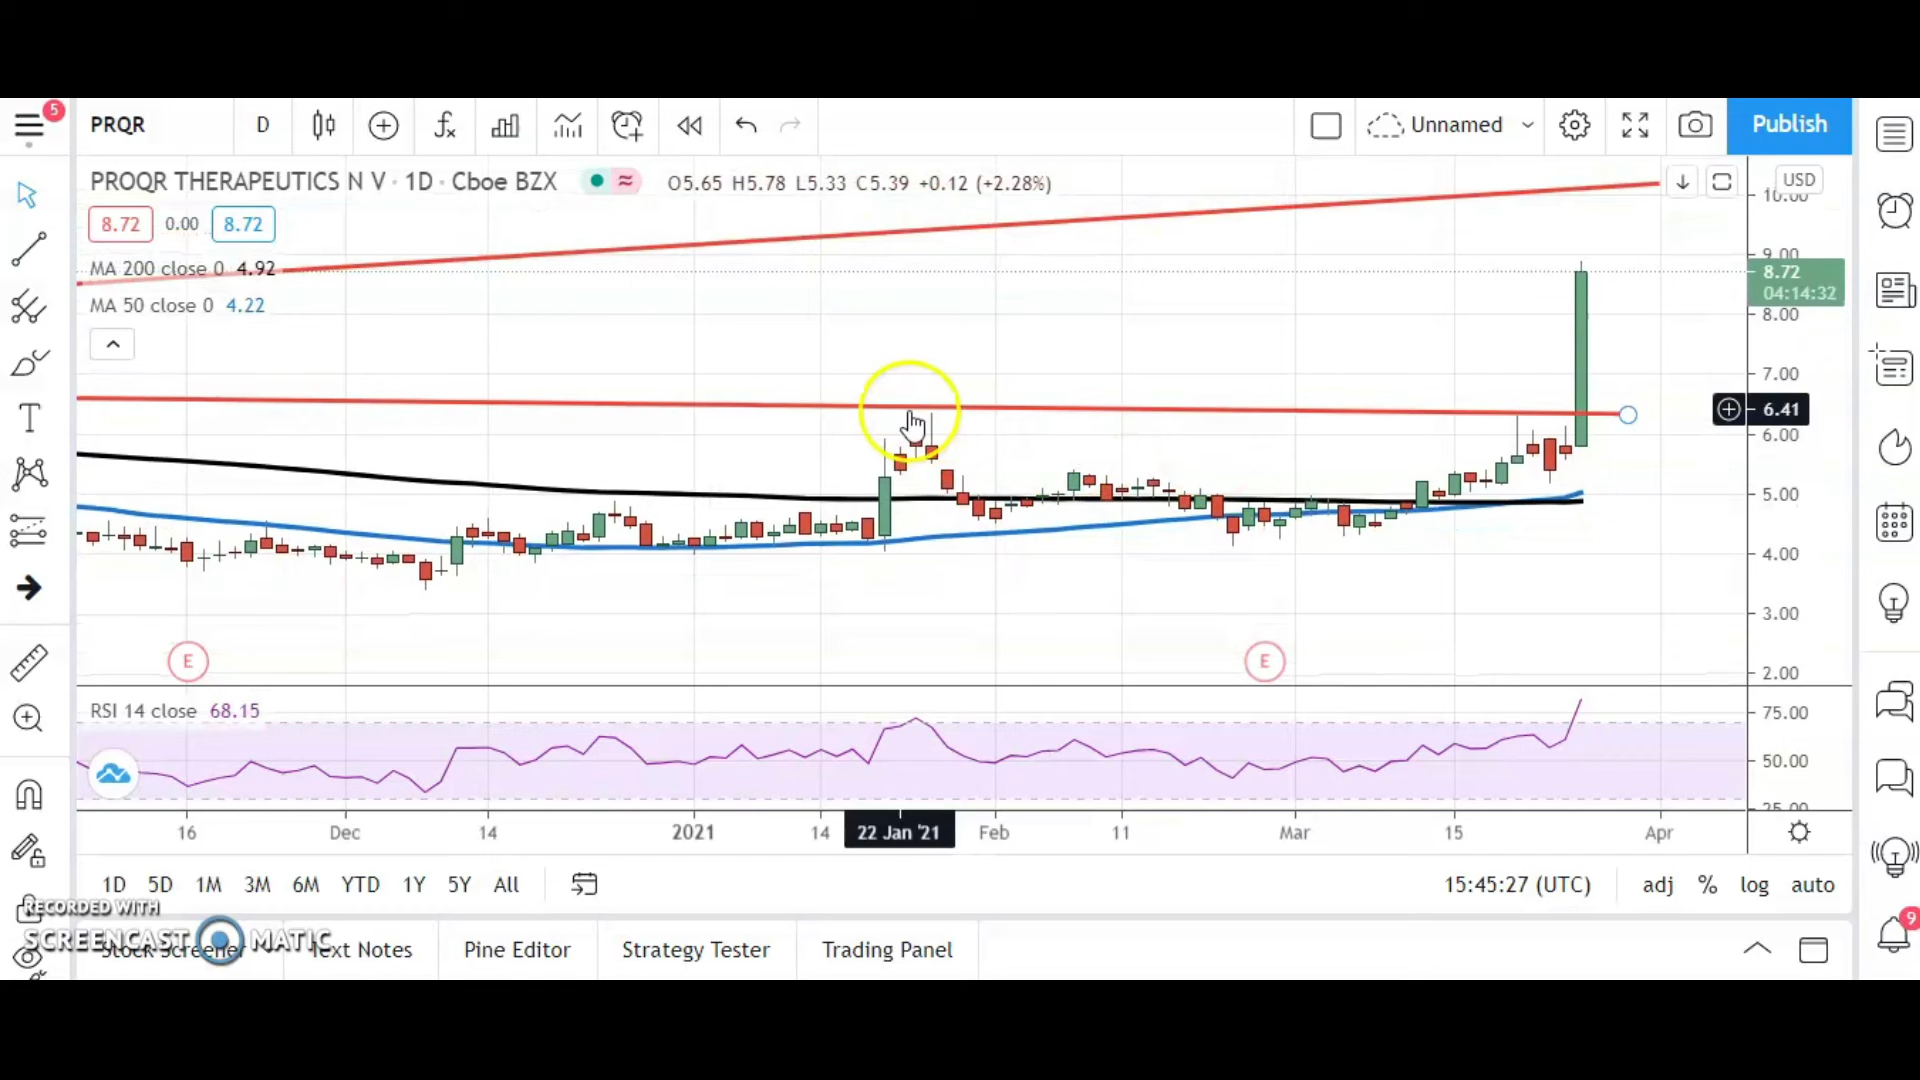 5
PRQR D Unnamed Publish
PROQR THERAPEUTICS N V · 1D · Cboe BZX O5.65 H5.78 L5.33 C5.39 +0.12 (+2.28%) USD
10.00
8.72 0.00 8.72
MA 200 close 0 4.92
9.00
8.72
04:14:32
MA 50 close 0 4.22
8.00
7.00
6.41
6.00
5.00
4.00
3.00
E E
2.00
RSI 14 close 68.15
75.00
50.00
25.00
16 Dec 14 2021 14 22 Jan '21 Feb 11 Mar 15 Apr
1D 5D 1M 3M 6M YTD 1Y 5Y All 15:45:27 (UTC) adj % log auto
RECORDED WITH
SCREENCAST MATIC
9
Stock Screener Text Notes Pine Editor Strategy Tester Trading Panel